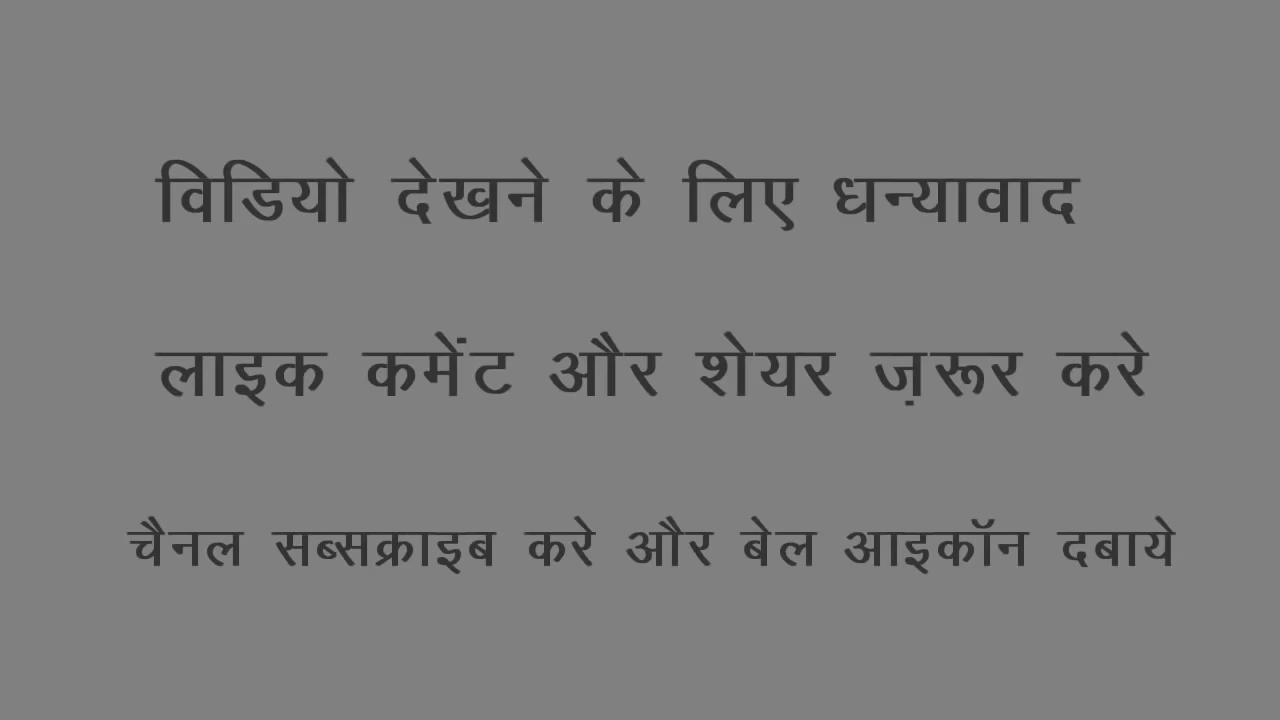 विडियो देखने के लिए धन्यावाद
लाइक कमेंट और शेयर ज़रूर करे
चैनल सब्सक्राइब करे और बेल आइकॉन दबाये